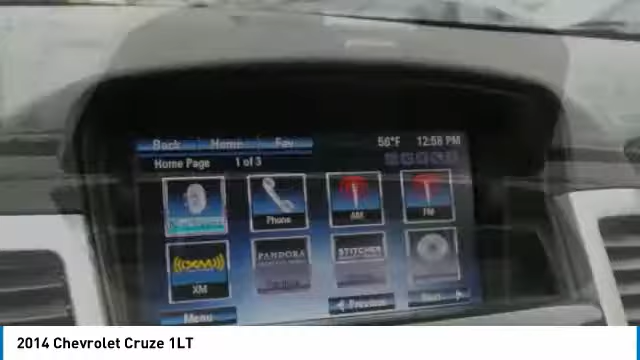 Back Home Fav 56°F 12:58 PM
Home Page 1 of 3
Phone AM FM
XM PANDORA STITCHER
XM
Menu Previous Next
2014 Chevrolet Cruze 1LT